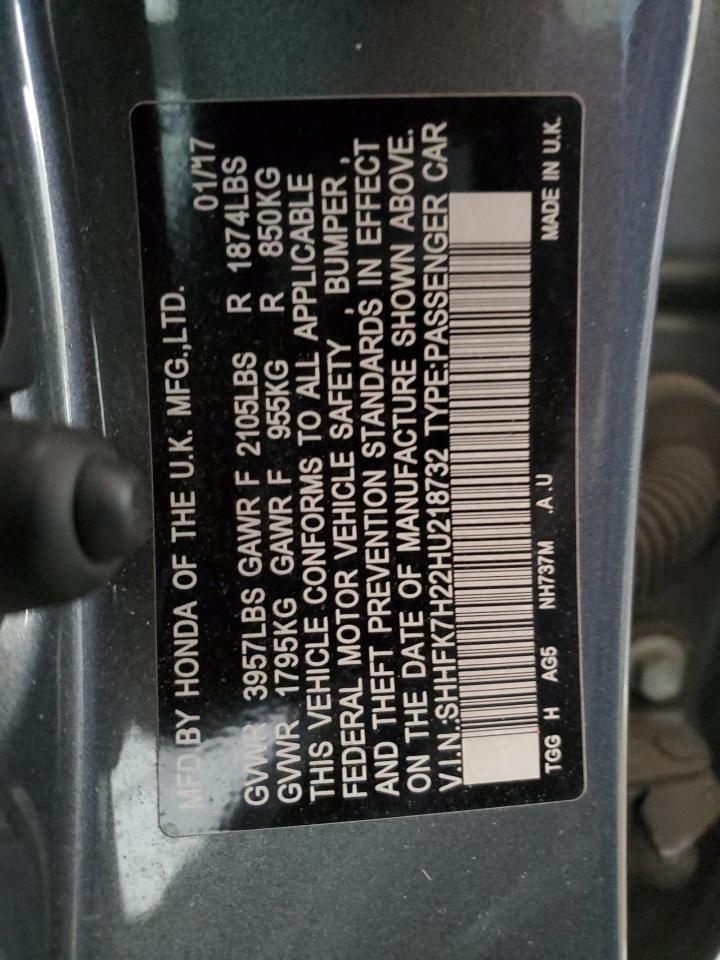 MFD.BY HONDA OF THE U.K. MFG.,LTD. 01/17
GVWR 3957LBS GAWR F 2105LBS R 1874LBS
GVWR 1795KG GAWR F 955KG R 850KG
THIS VEHICLE CONFORMS TO ALL APPLICABLE
FEDERAL MOTOR VEHICLE SAFETY , BUMPER ,
AND THEFT PREVENTION STANDARDS IN EFFECT
ON THE DATE OF MANUFACTURE SHOWN ABOVE.
V.I.N.:SHHFK7H22HU218732 TYPE:PASSENGER CAR
TGG H AG5 NH737M .A.U MADE IN U.K.